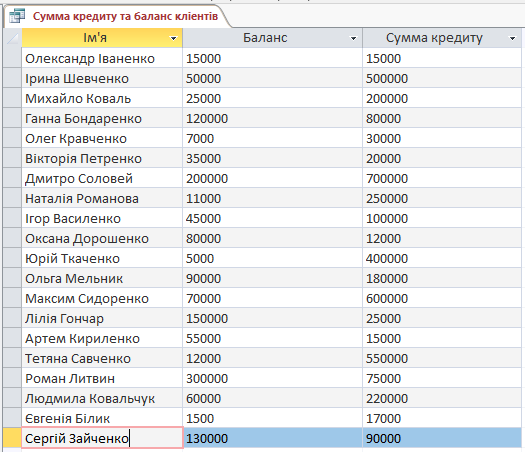 Сумма кредиту та баланс клієнтів
Ім'я Баланс Сумма кредиту
Олександр Іваненко 15000 15000
Ірина Шевченко 50000 500000
Михайло Коваль 25000 200000
Ганна Бондаренко 120000 80000
Олег Кравченко 7000 30000
Вікторія Петренко 35000 20000
Дмитро Соловей 200000 700000
Наталія Романова 11000 250000
Ігор Василенко 45000 100000
Оксана Дорошенко 80000 12000
Юрій Ткаченко 5000 400000
Ольга Мельник 90000 180000
Максим Сидоренко 70000 600000
Лілія Гончар 150000 25000
Артем Кириленко 55000 15000
Тетяна Савченко 12000 550000
Роман Литвин 300000 75000
Людмила Ковальчук 60000 220000
Євгенія Білик 1500 17000
Сергій Зайченко 130000 90000